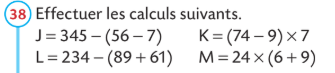 38 Effectuer les calculs suivants.
J = 345 – (56 – 7) K = (74 – 9) × 7
L = 234 – (89 + 61) M = 24 × (6 + 9)